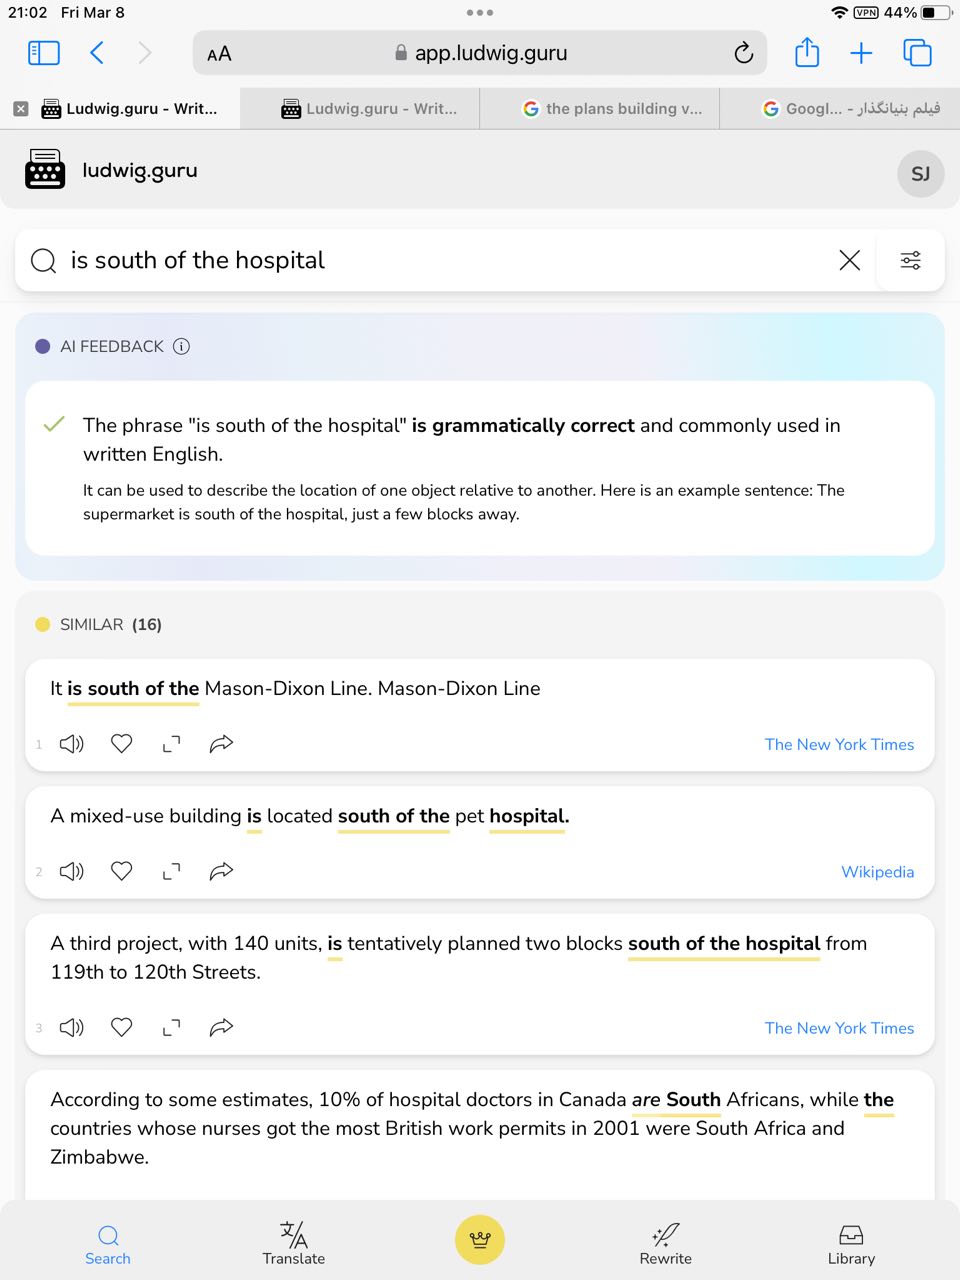 21:02 Fri Mar 8
VPN 44%
AA app.ludwig.guru
Ludwig.guru - Writ...
Ludwig.guru - Writ...
the plans building v...
فیلم بنیانگذار - Googl...
ludwig.guru
SJ
is south of the hospital
AI FEEDBACK
The phrase "is south of the hospital" is grammatically correct and commonly used in
written English.
It can be used to describe the location of one object relative to another. Here is an example sentence: The
supermarket is south of the hospital, just a few blocks away.
SIMILAR (16)
It is south of the Mason-Dixon Line. Mason-Dixon Line
1
The New York Times
A mixed-use building is located south of the pet hospital.
2
Wikipedia
A third project, with 140 units, is tentatively planned two blocks south of the hospital from
119th to 120th Streets.
3
The New York Times
According to some estimates, 10% of hospital doctors in Canada are South Africans, while the
countries whose nurses got the most British work permits in 2001 were South Africa and
Zimbabwe.
Search
Translate
Rewrite
Library